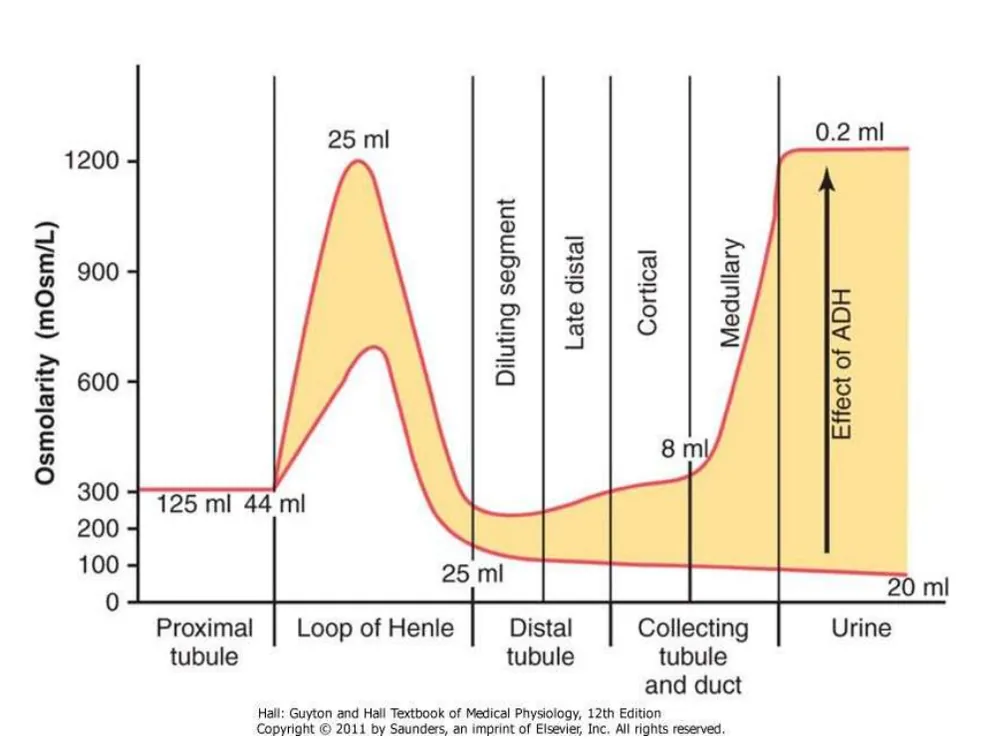 25 ml
0.2 ml
1200
900
600
300
200
100
0
Osmolarity (mOsm/L)
Diluting segment
Late distal
Cortical
Medullary
Effect of ADH
8 ml
125 ml
44 ml
25 ml
20 ml
Proximal
tubule
Loop of Henle
Distal
tubule
Collecting
tubule
and duct
Urine
Hall: Guyton and Hall Textbook of Medical Physiology, 12th Edition
Copyright © 2011 by Saunders, an imprint of Elsevier, Inc. All rights reserved.